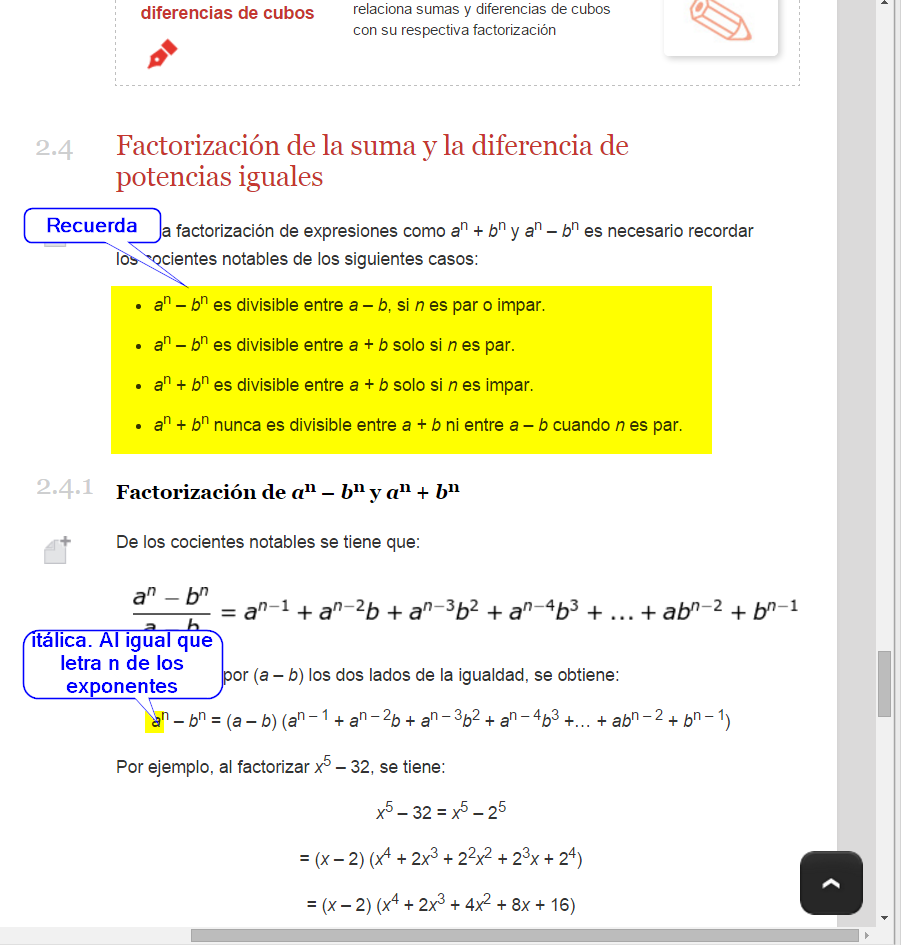 diferencias de cubos
relaciona sumas y diferencias de cubos
con su respectiva factorización
2.4 Factorización de la suma y la diferencia de
potencias iguales
Recuerda
a factorización de expresiones como aⁿ + bⁿ y aⁿ – bⁿ es necesario recordar
los cocientes notables de los siguientes casos:
• aⁿ – bⁿ es divisible entre a – b, si n es par o impar.
• aⁿ – bⁿ es divisible entre a + b solo si n es par.
• aⁿ + bⁿ es divisible entre a + b solo si n es impar.
• aⁿ + bⁿ nunca es divisible entre a + b ni entre a – b cuando n es par.
2.4.1 Factorización de aⁿ – bⁿ y aⁿ + bⁿ
De los cocientes notables se tiene que:
aⁿ – bⁿ
a – b
= aⁿ⁻¹ + aⁿ⁻²b + aⁿ⁻³b² + aⁿ⁻⁴b³ + ... + abⁿ⁻² + bⁿ⁻¹
itálica. Al igual que
letra n de los
exponentes
por (a – b) los dos lados de la igualdad, se obtiene:
aⁿ – bⁿ = (a – b) (aⁿ ⁻ ¹ + aⁿ ⁻ ²b + aⁿ ⁻ ³b² + aⁿ ⁻ ⁴b³ +... + abⁿ ⁻ ² + bⁿ ⁻ ¹)
Por ejemplo, al factorizar x⁵ – 32, se tiene:
x⁵ – 32 = x⁵ – 2⁵
= (x – 2) (x⁴ + 2x³ + 2²x² + 2³x + 2⁴)
= (x – 2) (x⁴ + 2x³ + 4x² + 8x + 16)